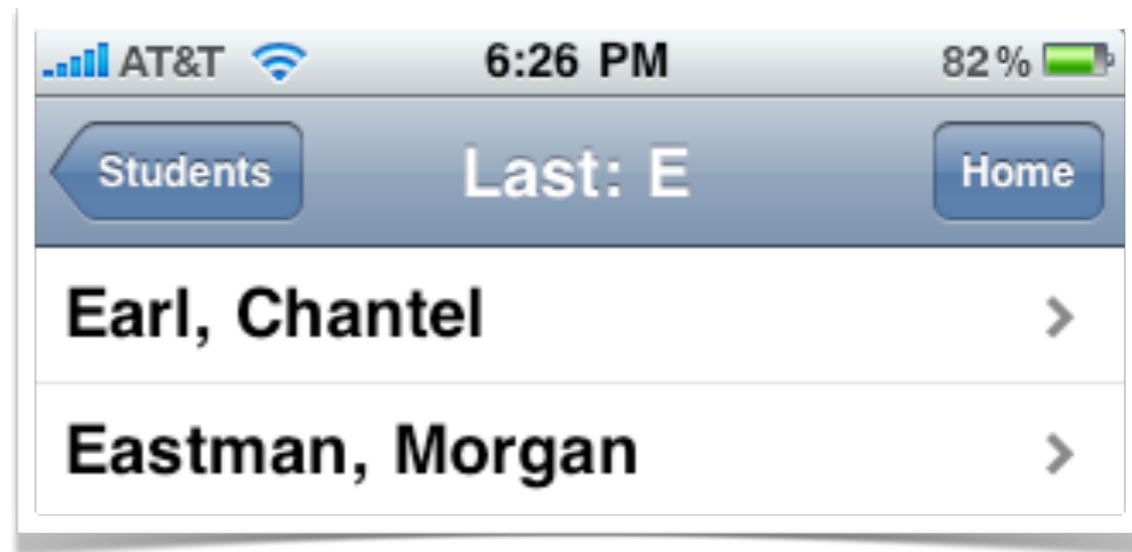 AT&T 6:26 PM 82%
Students Last: E Home
Earl, Chantel
Eastman, Morgan